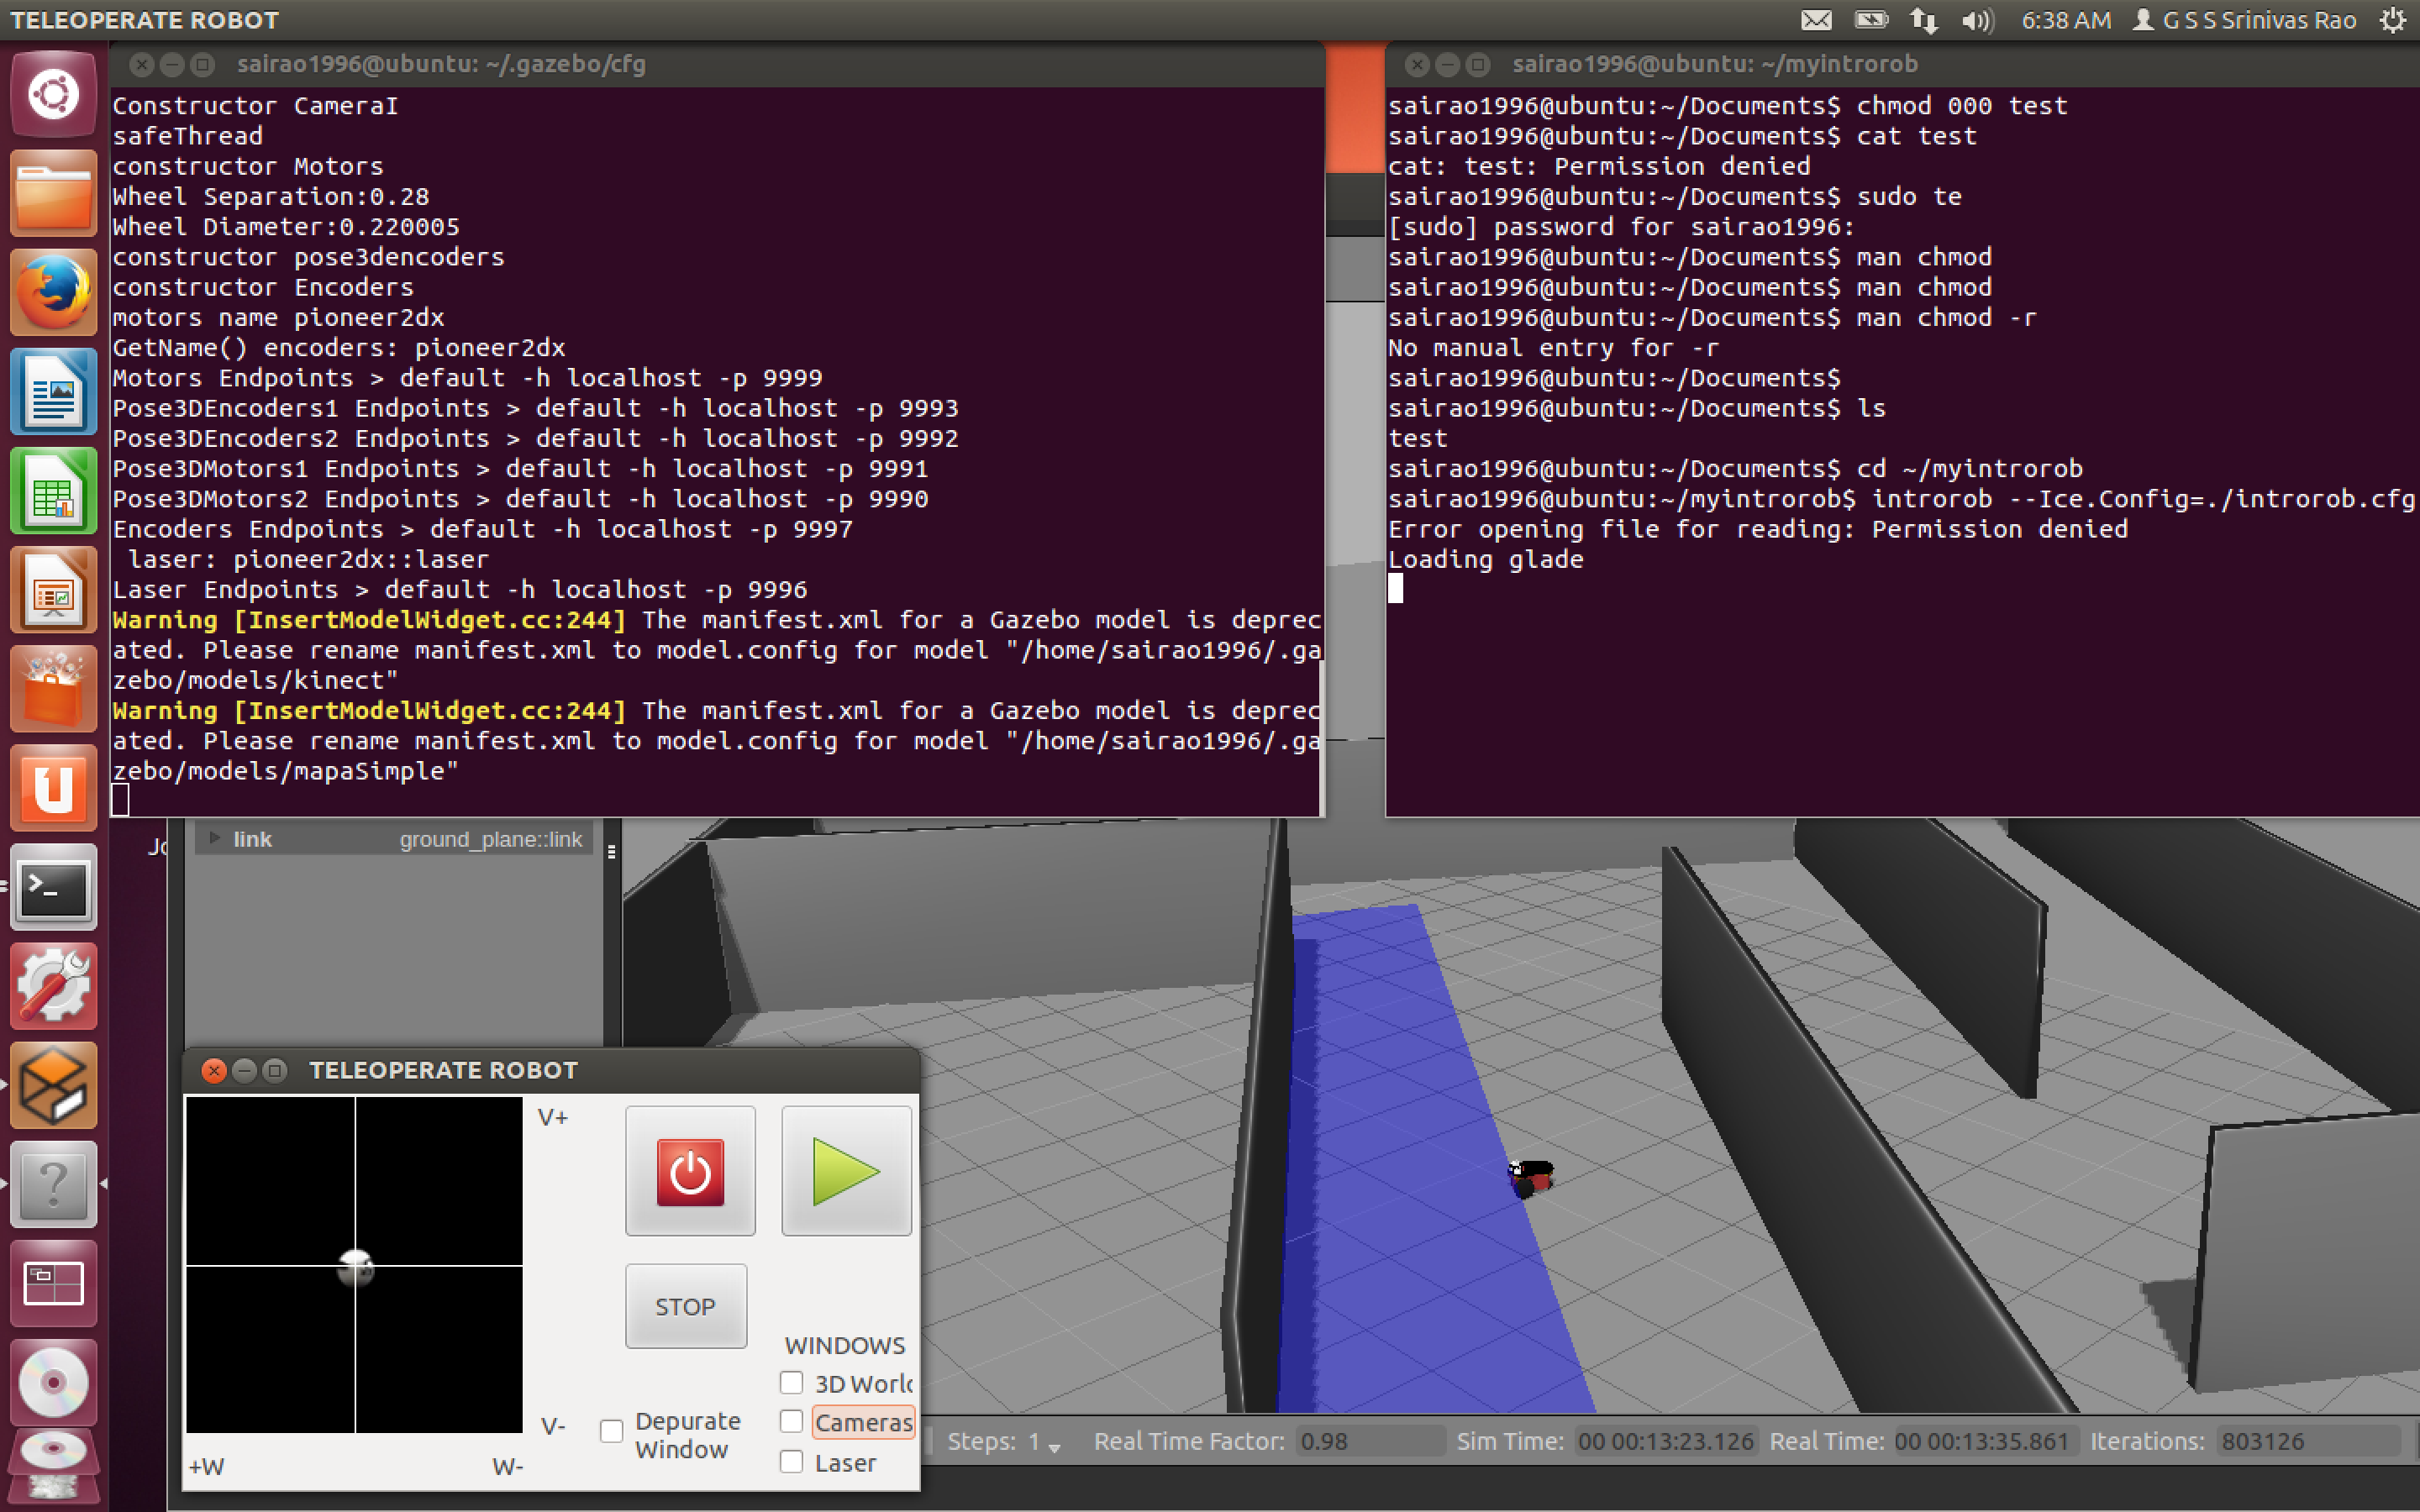 TELEOPERATE ROBOT
6:38 AM G S S Srinivas Rao
sairao1996@ubuntu: ~/.gazebo/cfg
Constructor CameraI
safeThread
constructor Motors
Wheel Separation:0.28
Wheel Diameter:0.220005
constructor pose3dencoders
constructor Encoders
motors name pioneer2dx
GetName() encoders: pioneer2dx
Motors Endpoints > default -h localhost -p 9999
Pose3DEncoders1 Endpoints > default -h localhost -p 9993
Pose3DEncoders2 Endpoints > default -h localhost -p 9992
Pose3DMotors1 Endpoints > default -h localhost -p 9991
Pose3DMotors2 Endpoints > default -h localhost -p 9990
Encoders Endpoints > default -h localhost -p 9997
laser: pioneer2dx::laser
Laser Endpoints > default -h localhost -p 9996
Warning [InsertModelWidget.cc:244] The manifest.xml for a Gazebo model is deprec
ated. Please rename manifest.xml to model.config for model "/home/sairao1996/.ga
zebo/models/kinect"
Warning [InsertModelWidget.cc:244] The manifest.xml for a Gazebo model is deprec
ated. Please rename manifest.xml to model.config for model "/home/sairao1996/.ga
zebo/models/mapaSimple"
sairao1996@ubuntu: ~/myintrorob
sairao1996@ubuntu:~/Documents$ chmod 000 test
sairao1996@ubuntu:~/Documents$ cat test
cat: test: Permission denied
sairao1996@ubuntu:~/Documents$ sudo te
[sudo] password for sairao1996:
sairao1996@ubuntu:~/Documents$ man chmod
sairao1996@ubuntu:~/Documents$ man chmod
sairao1996@ubuntu:~/Documents$ man chmod -r
No manual entry for -r
sairao1996@ubuntu:~/Documents$
sairao1996@ubuntu:~/Documents$ ls
test
sairao1996@ubuntu:~/Documents$ cd ~/myintrorob
sairao1996@ubuntu:~/myintrorob$ introrob --Ice.Config=./introrob.cfg
Error opening file for reading: Permission denied
Loading glade
link ground_plane::link
TELEOPERATE ROBOT
V+
STOP
WINDOWS
3D World
Cameras
Laser
V-
Depurate
Window
+W W-
Steps: 1 Real Time Factor: 0.98 Sim Time: 00 00:13:23.126 Real Time: 00 00:13:35.861 Iterations: 803126